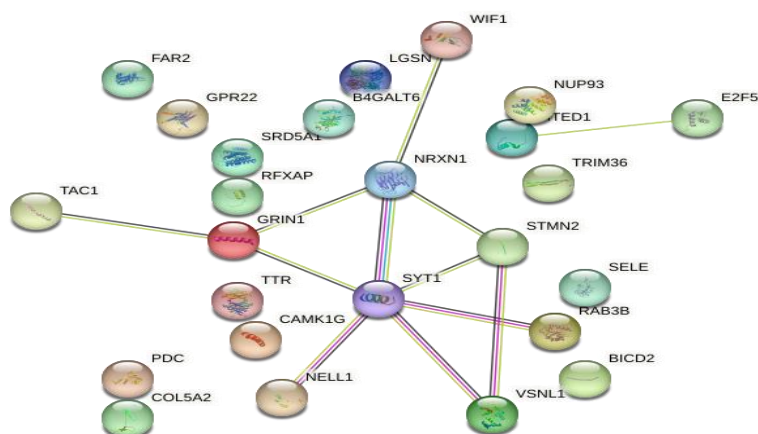 WIF1
FAR2
LGSN
NUP93
GPR22
B4GALT6
E2F5
TED1
SRD5A1
NRXN1
TRIM36
RFXAP
TAC1
GRIN1
STMN2
TTR
SYT1
SELE
CAMK1G
RAB3B
PDC
NELL1
BICD2
COL5A2
VSNL1